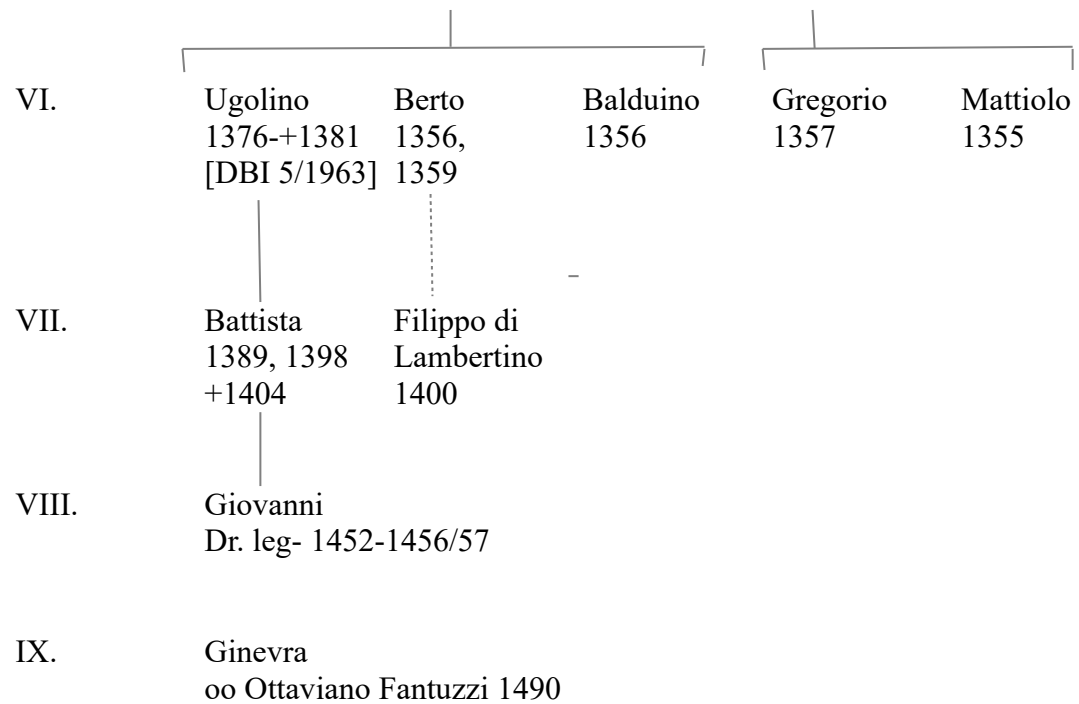 VI. Ugolino Berto Balduino Gregorio Mattiolo
1376-+1381 1356, 1356 1357 1355
[DBI 5/1963] 1359
VII. Battista Filippo di
1389, 1398 Lambertino
+1404 1400
VIII. Giovanni
Dr. leg- 1452-1456/57
IX. Ginevra
oo Ottaviano Fantuzzi 1490